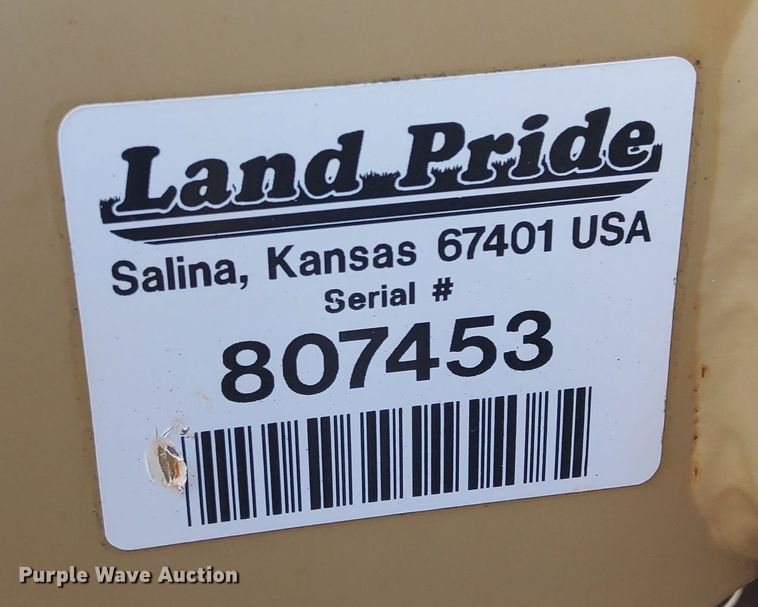 Land Pride
Salina, Kansas 67401 USA
Serial #
807453
Purple Wave Auction